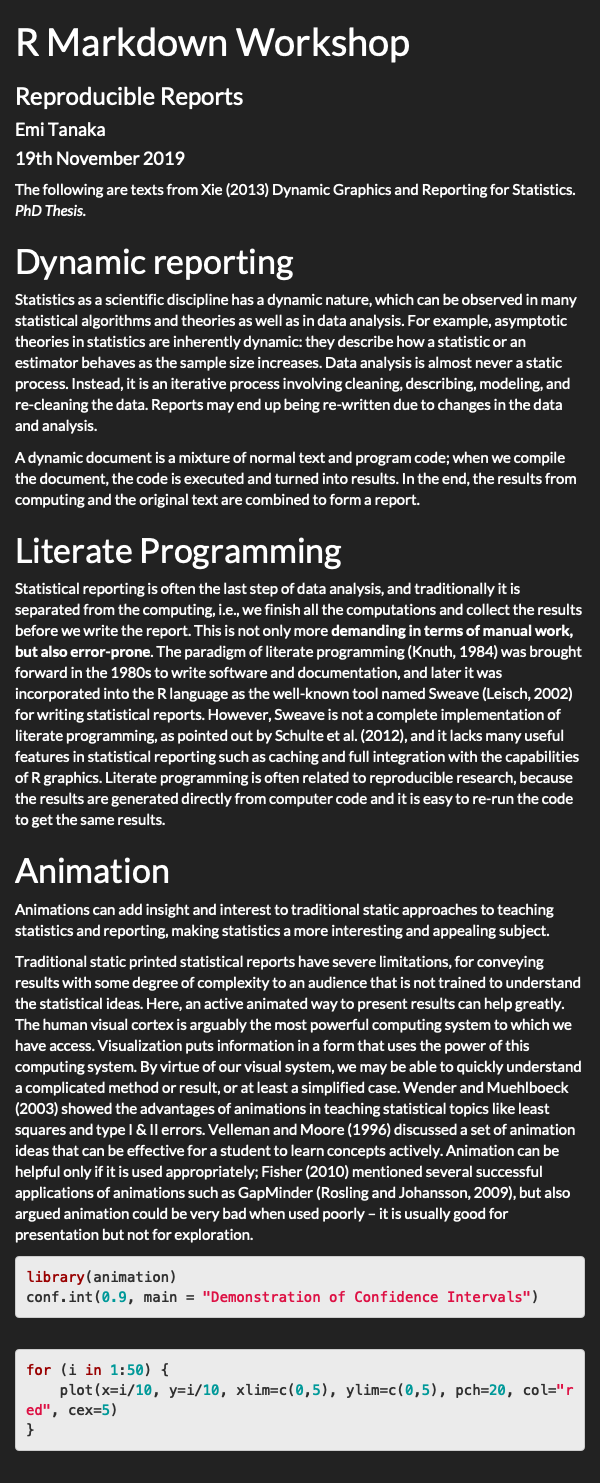 R Markdown Workshop
Reproducible Reports
Emi Tanaka
19th November 2019
The following are texts from Xie (2013) Dynamic Graphics and Reporting for Statistics.
PhD Thesis.
Dynamic reporting
Statistics as a scientific discipline has a dynamic nature, which can be observed in many
statistical algorithms and theories as well as in data analysis. For example, asymptotic
theories in statistics are inherently dynamic: they describe how a statistic or an
estimator behaves as the sample size increases. Data analysis is almost never a static
process. Instead, it is an iterative process involving cleaning, describing, modeling, and
re-cleaning the data. Reports may end up being re-written due to changes in the data
and analysis.
A dynamic document is a mixture of normal text and program code; when we compile
the document, the code is executed and turned into results. In the end, the results from
computing and the original text are combined to form a report.
Literate Programming
Statistical reporting is often the last step of data analysis, and traditionally it is
separated from the computing, i.e., we finish all the computations and collect the results
before we write the report. This is not only more demanding in terms of manual work,
but also error-prone. The paradigm of literate programming (Knuth, 1984) was brought
forward in the 1980s to write software and documentation, and later it was
incorporated into the R language as the well-known tool named Sweave (Leisch, 2002)
for writing statistical reports. However, Sweave is not a complete implementation of
literate programming, as pointed out by Schulte et al. (2012), and it lacks many useful
features in statistical reporting such as caching and full integration with the capabilities
of R graphics. Literate programming is often related to reproducible research, because
the results are generated directly from computer code and it is easy to re-run the code
to get the same results.
Animation
Animations can add insight and interest to traditional static approaches to teaching
statistics and reporting, making statistics a more interesting and appealing subject.
Traditional static printed statistical reports have severe limitations, for conveying
results with some degree of complexity to an audience that is not trained to understand
the statistical ideas. Here, an active animated way to present results can help greatly.
The human visual cortex is arguably the most powerful computing system to which we
have access. Visualization puts information in a form that uses the power of this
computing system. By virtue of our visual system, we may be able to quickly understand
a complicated method or result, or at least a simplified case. Wender and Muehlboeck
(2003) showed the advantages of animations in teaching statistical topics like least
squares and type I & II errors. Velleman and Moore (1996) discussed a set of animation
ideas that can be effective for a student to learn concepts actively. Animation can be
helpful only if it is used appropriately; Fisher (2010) mentioned several successful
applications of animations such as GapMinder (Rosling and Johansson, 2009), but also
argued animation could be very bad when used poorly – it is usually good for
presentation but not for exploration.
library(animation)
conf.int(0.9, main = "Demonstration of Confidence Intervals")
for (i in 1:50) {
    plot(x=i/10, y=i/10, xlim=c(0,5), ylim=c(0,5), pch=20, col="r
ed", cex=5)
}